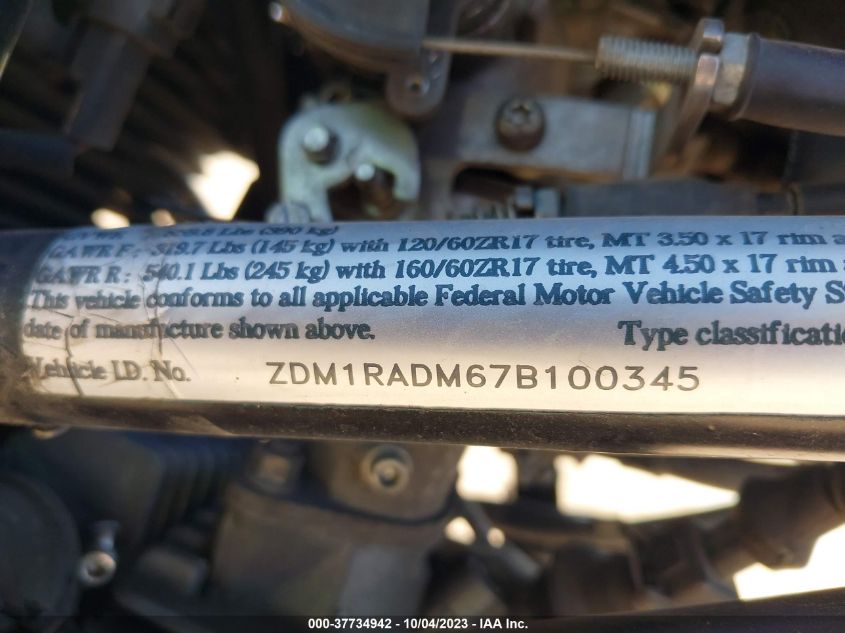 Lbs (390 kg)
GAWR F: 319.7 Lbs (145 kg) with 120/60ZR17 tire, MT 3.50 x 17 rim
GAWR R: 540.1 Lbs (245 kg) with 160/60ZR17 tire, MT 4.50 x 17 rim
This vehicle conforms to all applicable Federal Motor Vehicle Safety S
date of manufacture shown above. Type classificatio
Vehicle I.D. No. ZDM1RADM67B100345
000-37734942 - 10/04/2023 - IAA Inc.